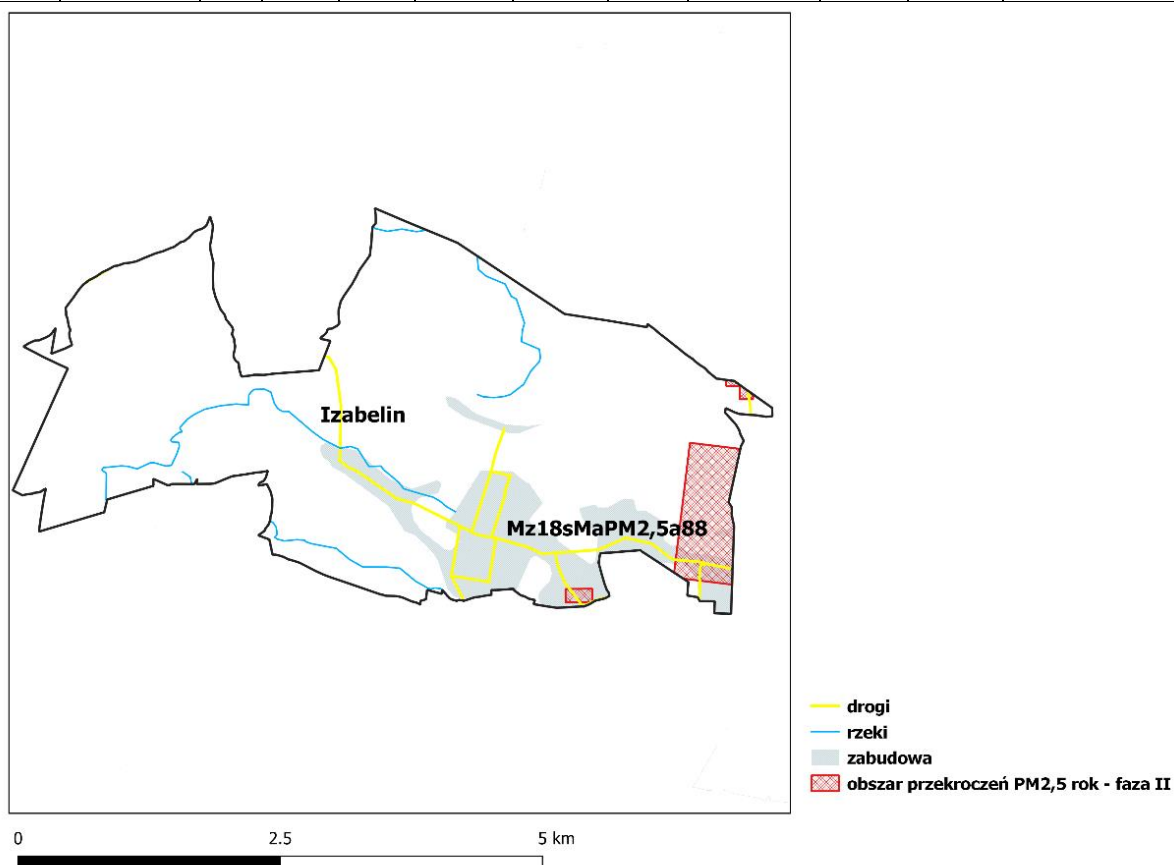 Izabelin
Mz18sMaPM2,5a88
drogi
rzeki
zabudowa
obszar przekroczeń PM2,5 rok - faza II
0 2.5 5 km